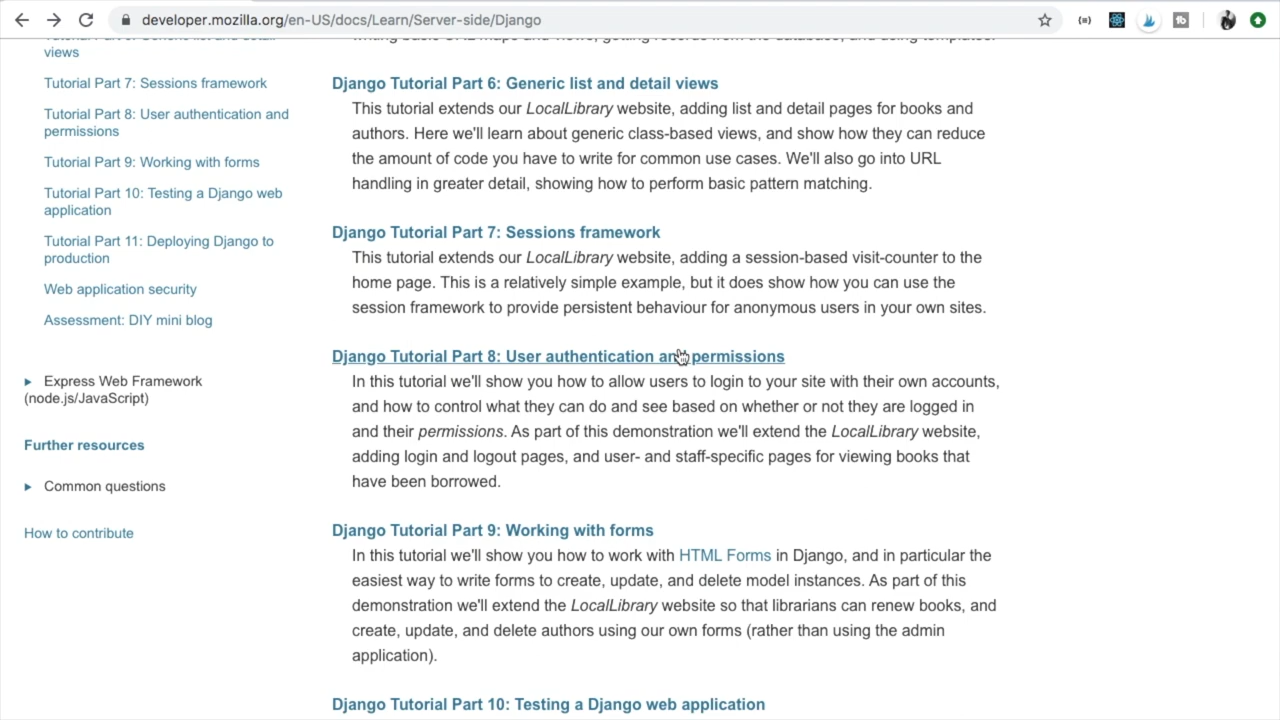 developer.mozilla.org/en-US/docs/Learn/Server-side/Django
views
Tutorial Part 7: Sessions framework
Tutorial Part 8: User authentication and
permissions
Tutorial Part 9: Working with forms
Tutorial Part 10: Testing a Django web
application
Tutorial Part 11: Deploying Django to
production
Web application security
Assessment: DIY mini blog
Express Web Framework
(node.js/JavaScript)
Further resources
Common questions
How to contribute
writing basic URL maps and views, getting records from the database, and using templates.
Django Tutorial Part 6: Generic list and detail views
This tutorial extends our LocalLibrary website, adding list and detail pages for books and
authors. Here we'll learn about generic class-based views, and show how they can reduce
the amount of code you have to write for common use cases. We'll also go into URL
handling in greater detail, showing how to perform basic pattern matching.
Django Tutorial Part 7: Sessions framework
This tutorial extends our LocalLibrary website, adding a session-based visit-counter to the
home page. This is a relatively simple example, but it does show how you can use the
session framework to provide persistent behaviour for anonymous users in your own sites.
Django Tutorial Part 8: User authentication and permissions
In this tutorial we'll show you how to allow users to login to your site with their own accounts,
and how to control what they can do and see based on whether or not they are logged in
and their permissions. As part of this demonstration we'll extend the LocalLibrary website,
adding login and logout pages, and user- and staff-specific pages for viewing books that
have been borrowed.
Django Tutorial Part 9: Working with forms
In this tutorial we'll show you how to work with HTML Forms in Django, and in particular the
easiest way to write forms to create, update, and delete model instances. As part of this
demonstration we'll extend the LocalLibrary website so that librarians can renew books, and
create, update, and delete authors using our own forms (rather than using the admin
application).
Django Tutorial Part 10: Testing a Django web application